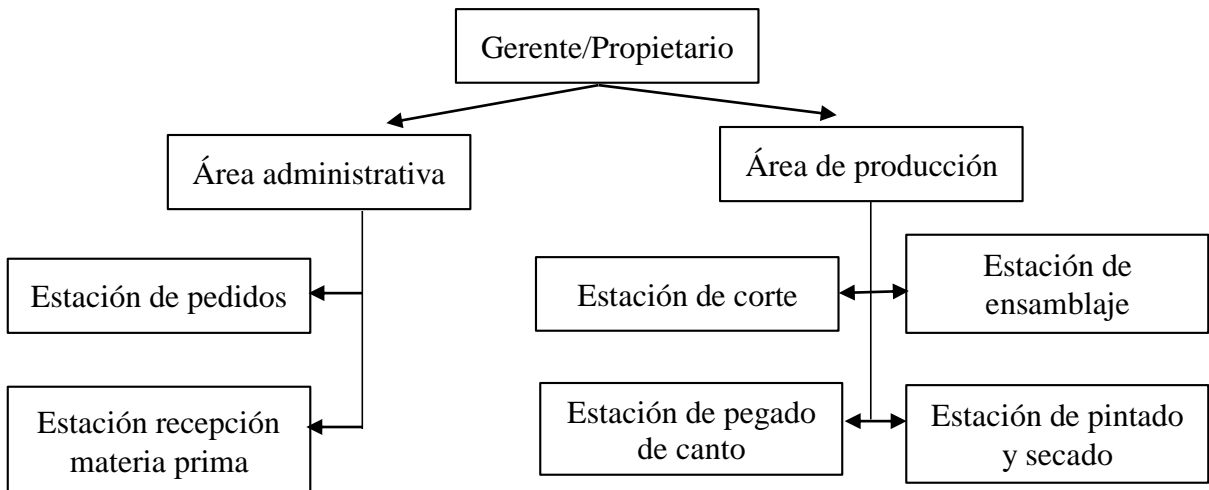 Gerente/Propietario
Área administrativa
Área de producción
Estación de pedidos
Estación de corte
Estación de
ensamblaje
Estación recepción
materia prima
Estación de pegado
de canto
Estación de pintado
y secado